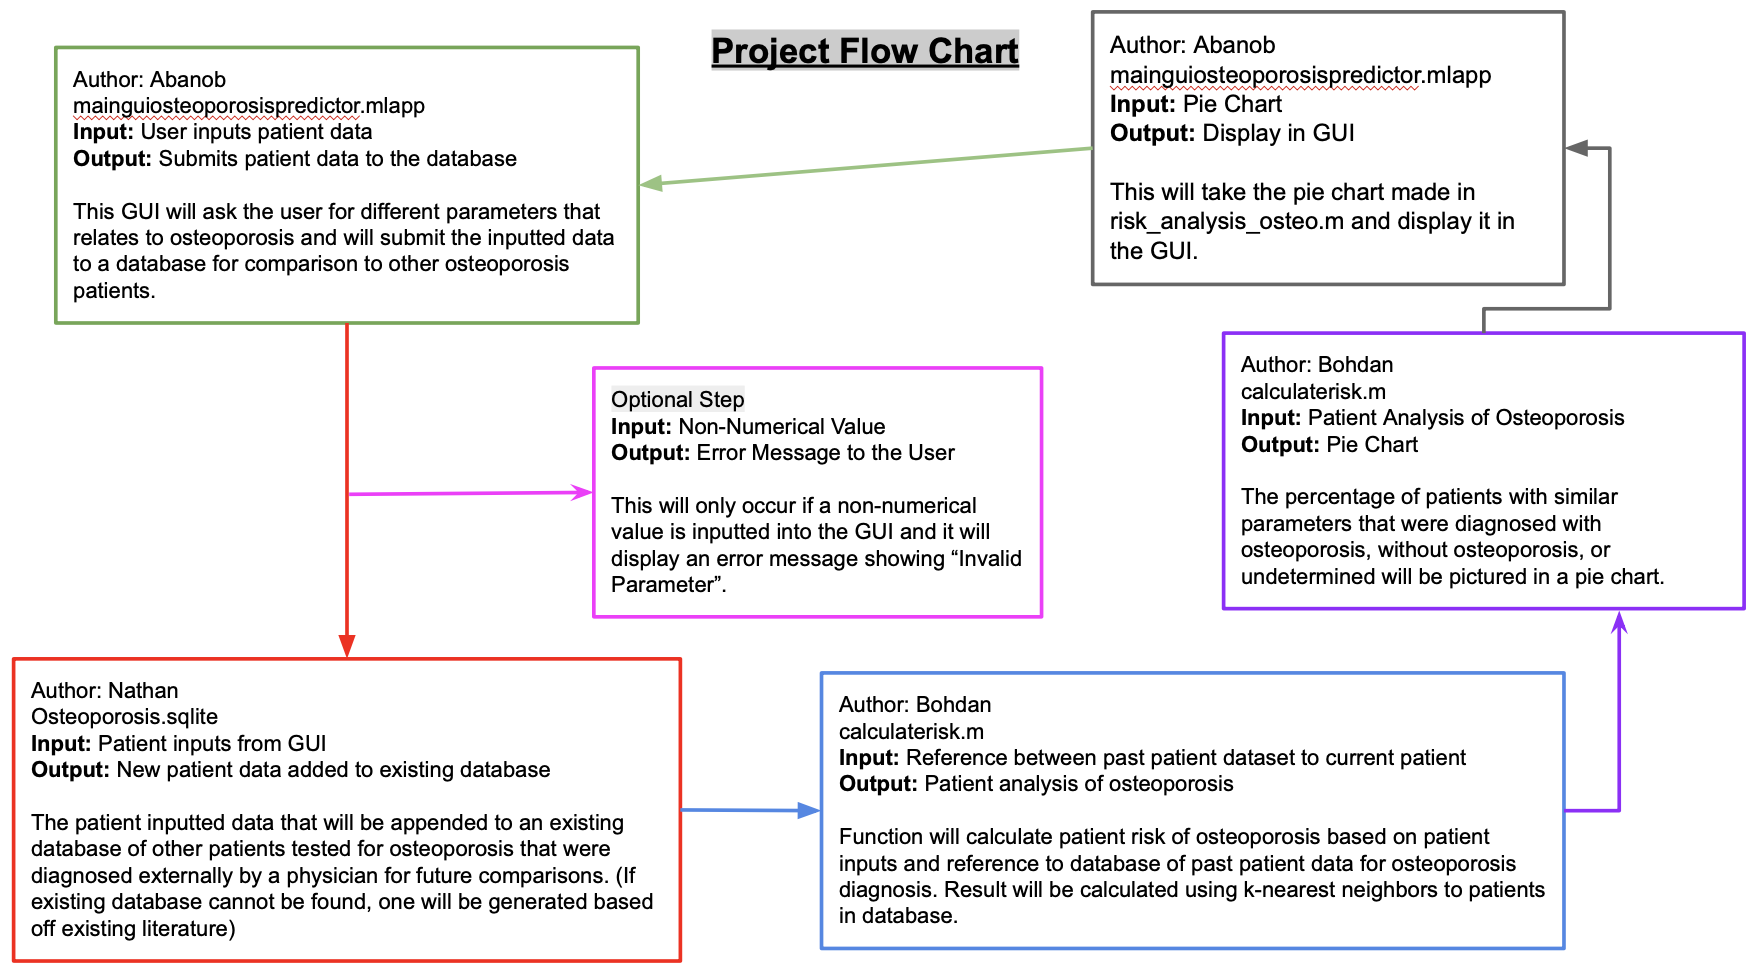 Project Flow Chart
Author: Abanob
mainguiosteoporosispredictor.mlapp
Input: User inputs patient data
Output: Submits patient data to the database
This GUI will ask the user for different parameters that
relates to osteoporosis and will submit the inputted data
to a database for comparison to other osteoporosis
patients.
Author: Abanob
mainguiosteoporosispredictor.mlapp
Input: Pie Chart
Output: Display in GUI
This will take the pie chart made in
risk_analysis_osteo.m and display it in
the GUI.
Optional Step
Input: Non-Numerical Value
Output: Error Message to the User
This will only occur if a non-numerical
value is inputted into the GUI and it will
display an error message showing “Invalid
Parameter”.
Author: Bohdan
calculaterisk.m
Input: Patient Analysis of Osteoporosis
Output: Pie Chart
The percentage of patients with similar
parameters that were diagnosed with
osteoporosis, without osteoporosis, or
undetermined will be pictured in a pie chart.
Author: Nathan
Osteoporosis.sqlite
Input: Patient inputs from GUI
Output: New patient data added to existing database
The patient inputted data that will be appended to an existing
database of other patients tested for osteoporosis that were
diagnosed externally by a physician for future comparisons. (If
existing database cannot be found, one will be generated based
off existing literature)
Author: Bohdan
calculaterisk.m
Input: Reference between past patient dataset to current patient
Output: Patient analysis of osteoporosis
Function will calculate patient risk of osteoporosis based on patient
inputs and reference to database of past patient data for osteoporosis
diagnosis. Result will be calculated using k-nearest neighbors to patients
in database.